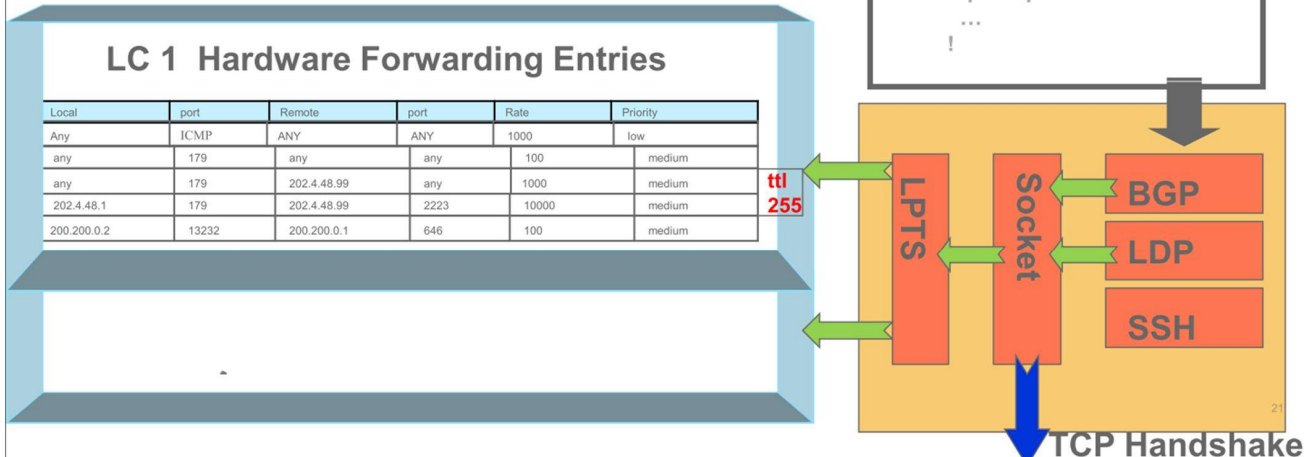 …
!
LC 1 Hardware Forwarding Entries
Local port Remote port Rate Priority
Any ICMP ANY ANY 1000 low
any 179 any any 100 medium
any 179 202.4.48.99 any 1000 medium
202.4.48.1 179 202.4.48.99 2223 10000 medium
200.200.0.2 13232 200.200.0.1 646 100 medium
ttl
255
LPTS
Socket
BGP
LDP
SSH
21
TCP Handshake